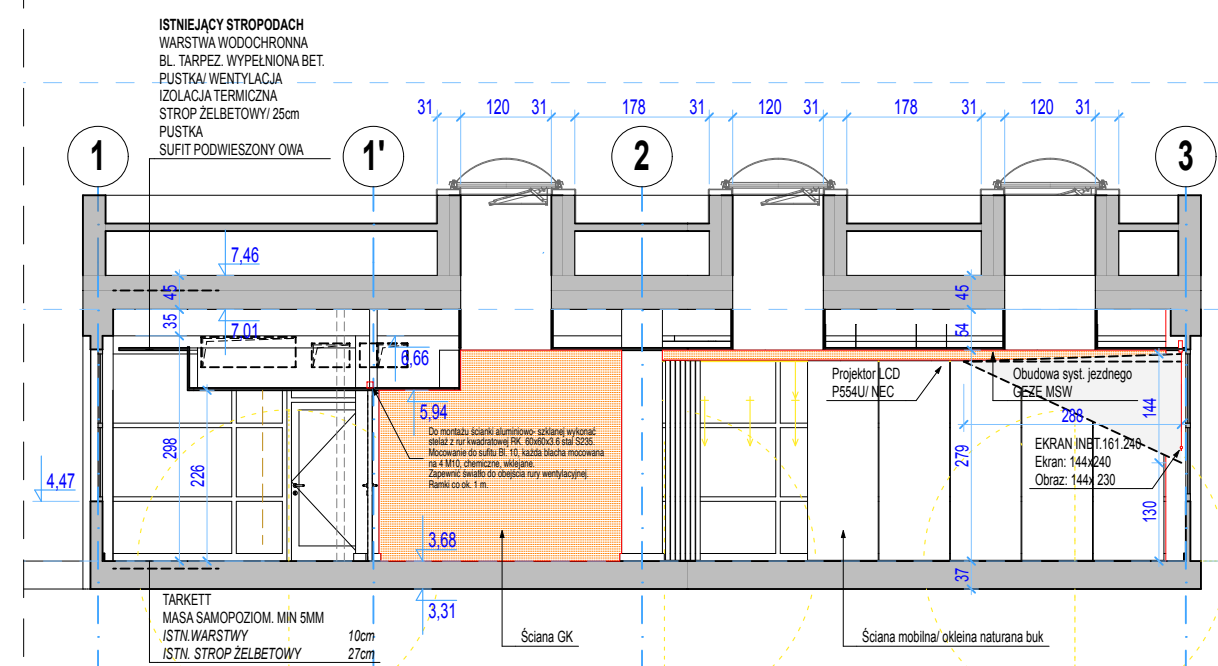 ISTNIEJĄCY STROPODACH
WARSTWA WODOCHRONNA
BL. TARPEZ. WYPEŁNIONA BET.
PUSTKA/ WENTYLACJA
IZOLACJA TERMICZNA
STROP ŻELBETOWY/ 25cm
PUSTKA
SUFIT PODWIESZONY OWA
31 120 31 178 31 120 31 178 31 120 31
1 1' 2 3
7,46
45 45
35 7,01 54
6,66
Projektor LCD
P554U/ NEC
Obudowa syst. jezdnego
GEZE MSW
5,94
288 144
Do montażu ścianki aluminiowo- szklanej wykonać
stelaż z rur kwadratowej RK. 60x60x3.6 stal S235.
Mocowanie do sufitu Bl. 10, każda blacha mocowana
na 4 M10, chemiczne, wklejane.
Zapewnić światło do obejścia rury wentylacyjnej.
Ramki co ok. 1 m.
EKRAN INET.161.240
Ekran: 144x240
Obraz: 144x 230
298 226 279 130
4,47
3,68
37
3,31
TARKETT
MASA SAMOPOZIOM. MIN 5MM
ISTN.WARSTWY 10cm
ISTN. STROP ŻELBETOWY 27cm
Ściana GK
Ściana mobilna/ okleina naturana buk